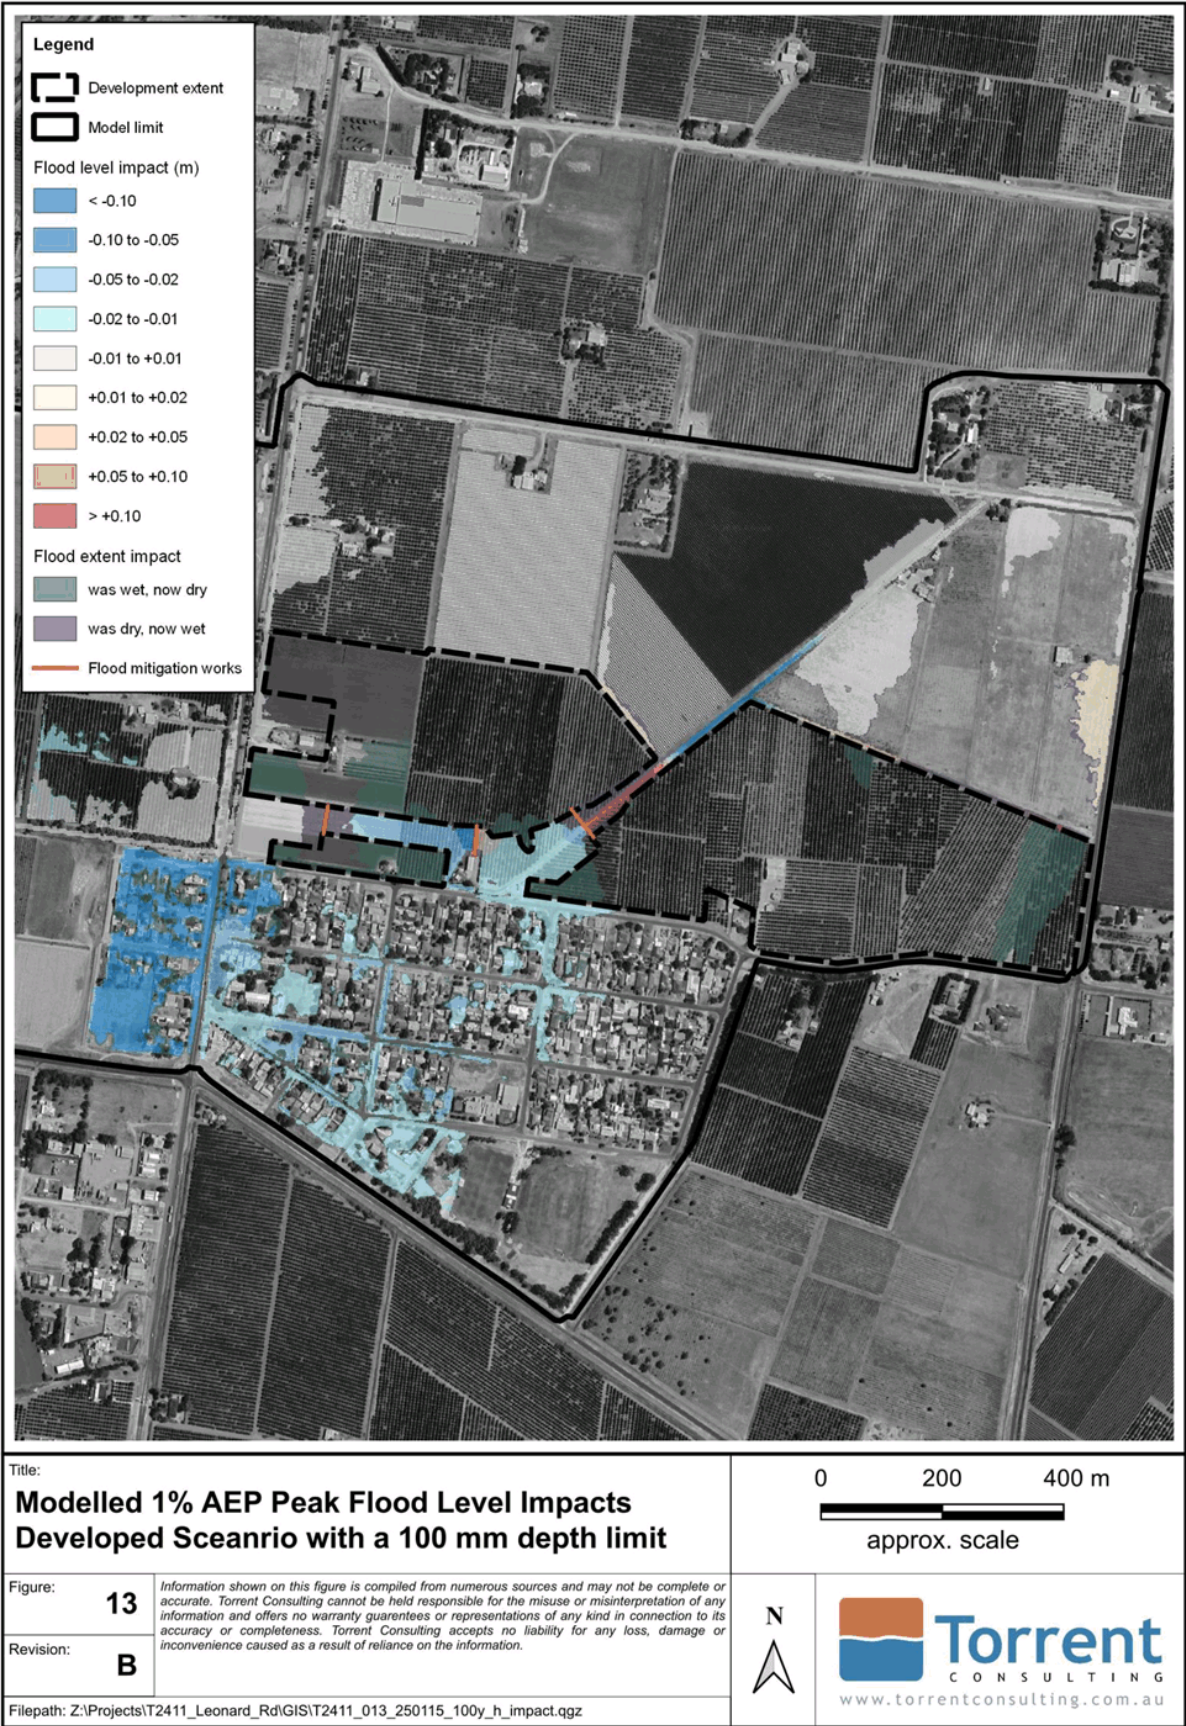 Legend
Development extent
Model limit
Flood level impact (m)
< -0.10
-0.10 to -0.05
-0.05 to -0.02
-0.02 to -0.01
-0.01 to +0.01
+0.01 to +0.02
+0.02 to +0.05
+0.05 to +0.10
> +0.10
Flood extent impact
was wet, now dry
was dry, now wet
Flood mitigation works
Title:
Modelled 1% AEP Peak Flood Level Impacts
Developed Sceanrio with a 100 mm depth limit
0 200 400 m
approx. scale
Figure:
13
Revision:
B
Information shown on this figure is compiled from numerous sources and may not be complete or
accurate. Torrent Consulting cannot be held responsible for the misuse or misinterpretation of any
information and offers no warranty guarentees or representations of any kind in connection to its
accuracy or completeness. Torrent Consulting accepts no liability for any loss, damage or
inconvenience caused as a result of reliance on the information.
N
Torrent
CONSULTING
www.torrentconsulting.com.au
Filepath: Z:\Projects\T2411_Leonard_Rd\GIS\T2411_013_250115_100y_h_impact.qgz